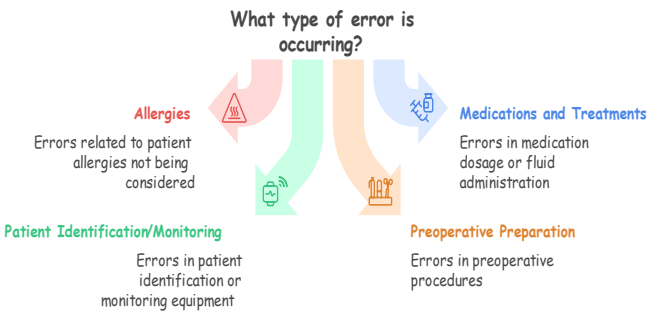 What type of error is
occurring?
Allergies
Errors related to patient
allergies not being
considered
Medications and Treatments
Errors in medication
dosage or fluid
administration
Patient Identification/Monitoring
Errors in patient
identification or
monitoring equipment
Preoperative Preparation
Errors in preoperative
procedures